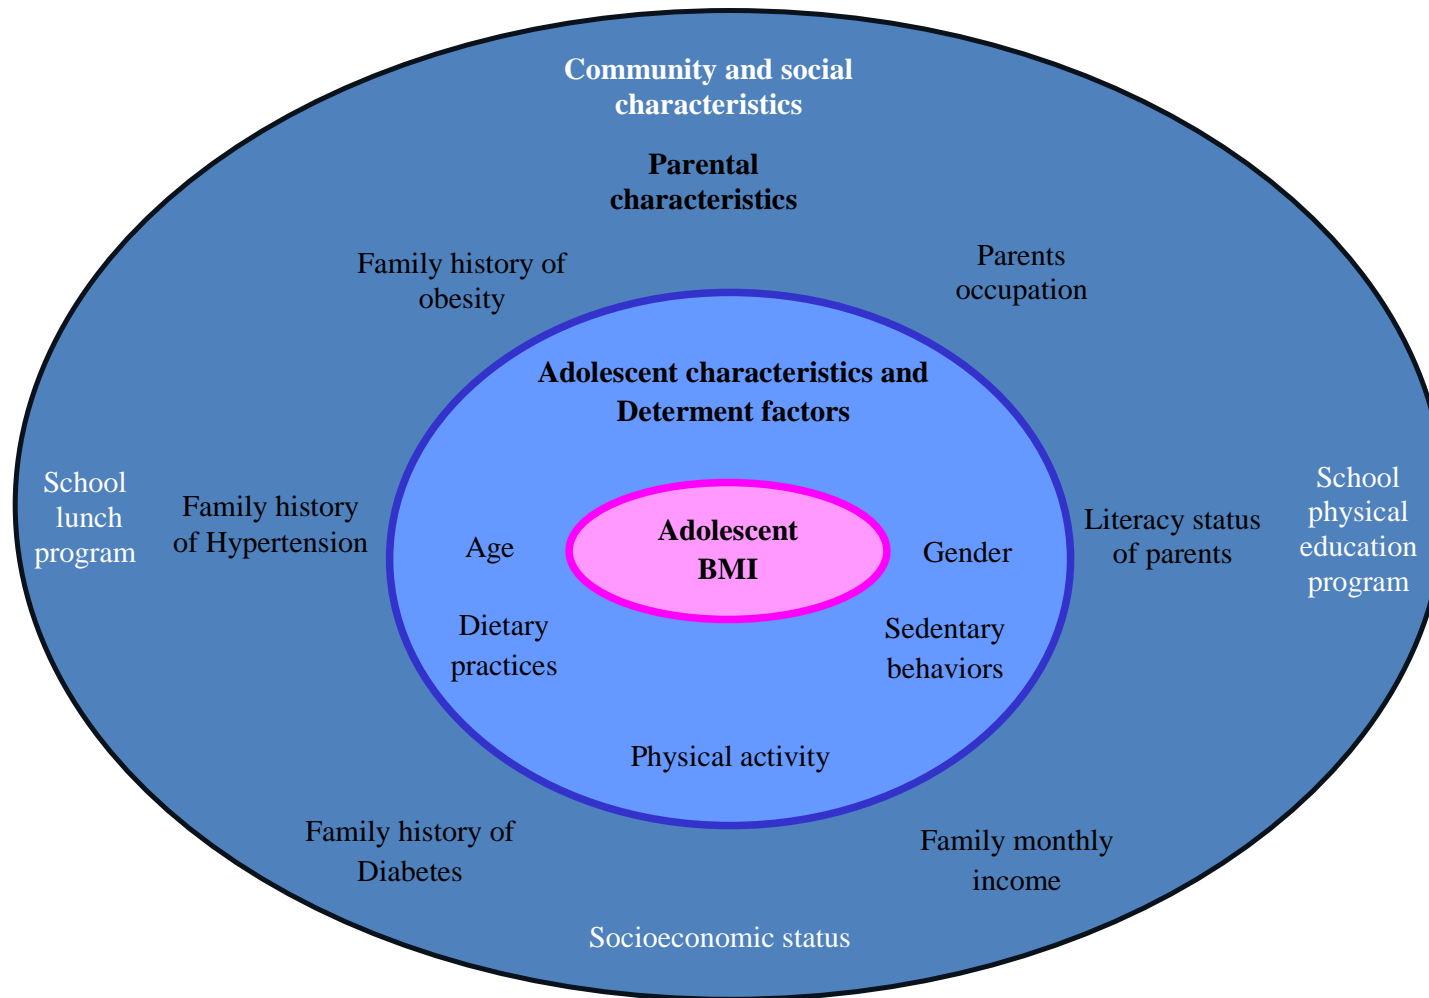 Community and social
characteristics
Parental
characteristics
Family history of
obesity
Parents
occupation
Adolescent characteristics and
Determent factors
School
lunch
program
Family history
of Hypertension
Age
Adolescent
BMI
Gender
Literacy status
of parents
School
physical
education
program
Dietary
practices
Sedentary
behaviors
Physical activity
Family history of
Diabetes
Family monthly
income
Socioeconomic status